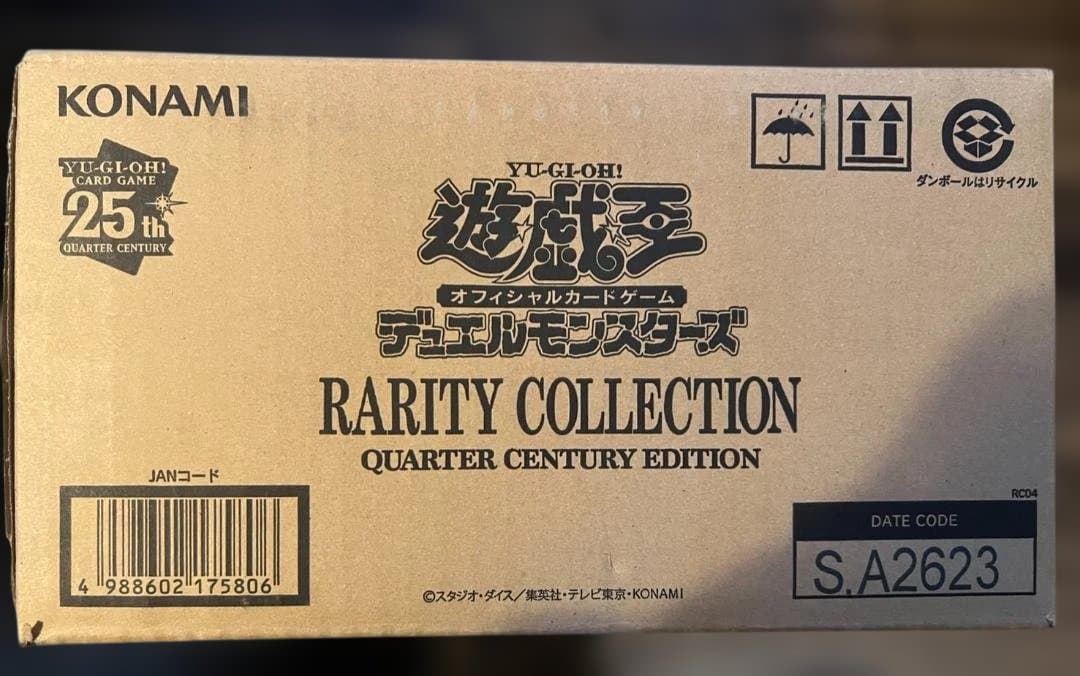 KONAMI
YU-GI-OH!
CARD GAME
25th
QUARTER CENTURY
ダンボールはリサイクル
YU-GI-OH!
遊戯王
オフィシャルカードゲーム
デュエルモンスターズ
RARITY COLLECTION
QUARTER CENTURY EDITION
JANコード
4 988602 175806
RC04
DATE CODE
S.A2623
©スタジオ・ダイス/集英社・テレビ東京・KONAMI